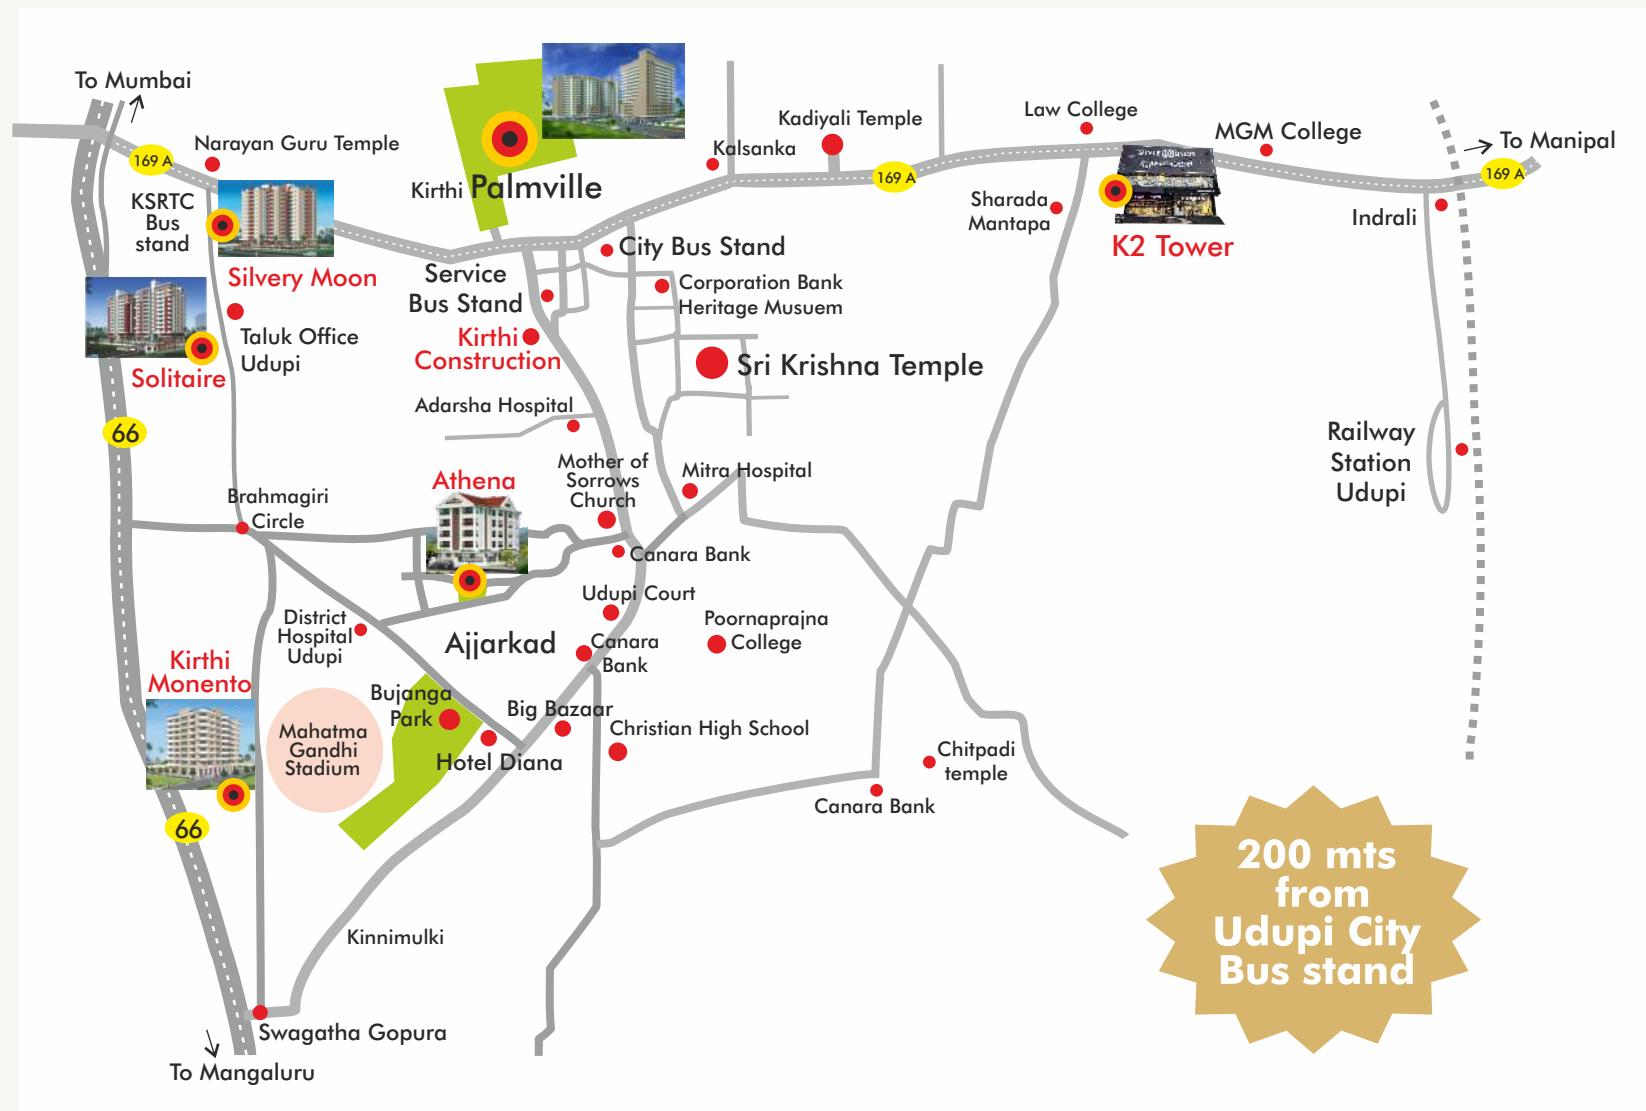 To Mumbai
169 A
Narayan Guru Temple
KSRTC
Bus
stand
Silvery Moon
Solitaire
Taluk Office
Udupi
66
Kirthi Palmville
Kalsanka
Kadiyali Temple
169 A
Law College
MGM College
To Manipal
169 A
Sharada
Mantapa
K2 Tower
Indrali
City Bus Stand
Service
Bus Stand
Corporation Bank
Heritage Musuem
Kirthi
Construction
Sri Krishna Temple
Adarsha Hospital
Railway
Station
Udupi
Mother of
Sorrows
Church
Mitra Hospital
Athena
Brahmagiri
Circle
Canara Bank
Udupi Court
District
Hospital
Udupi
Ajjarkad
Poornaprajna
College
Canara
Bank
Kirthi
Monento
Bujanga
Park
Big Bazaar
Mahatma
Gandhi
Stadium
Christian High School
Hotel Diana
Chitpadi
temple
Canara Bank
66
Kinnimulki
Swagatha Gopura
To Mangaluru
200 mts
from
Udupi City
Bus stand